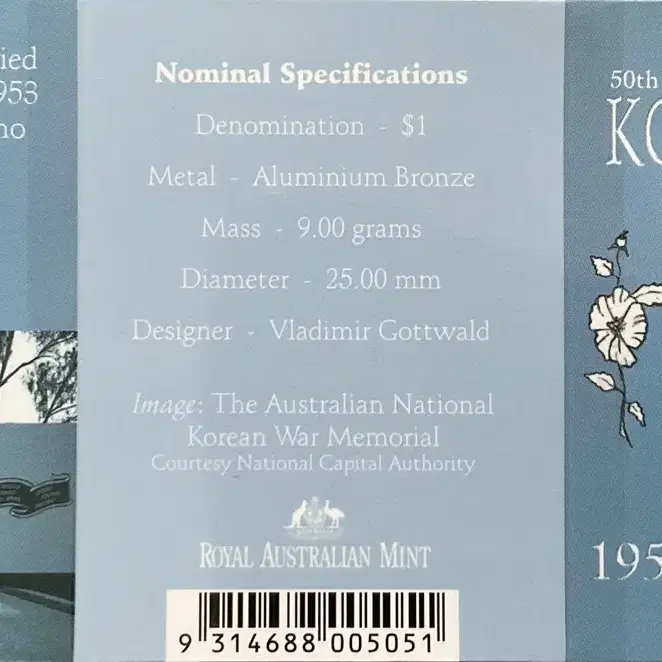 ied
953
no
Nominal Specifications
Denomination - $1
Metal - Aluminium Bronze
Mass - 9.00 grams
Diameter - 25.00 mm
Designer - Vladimir Gottwald
Image: The Australian National
Korean War Memorial
Courtesy National Capital Authority
ROYAL AUSTRALIAN MINT
9 314688 005051
50th
KO
195